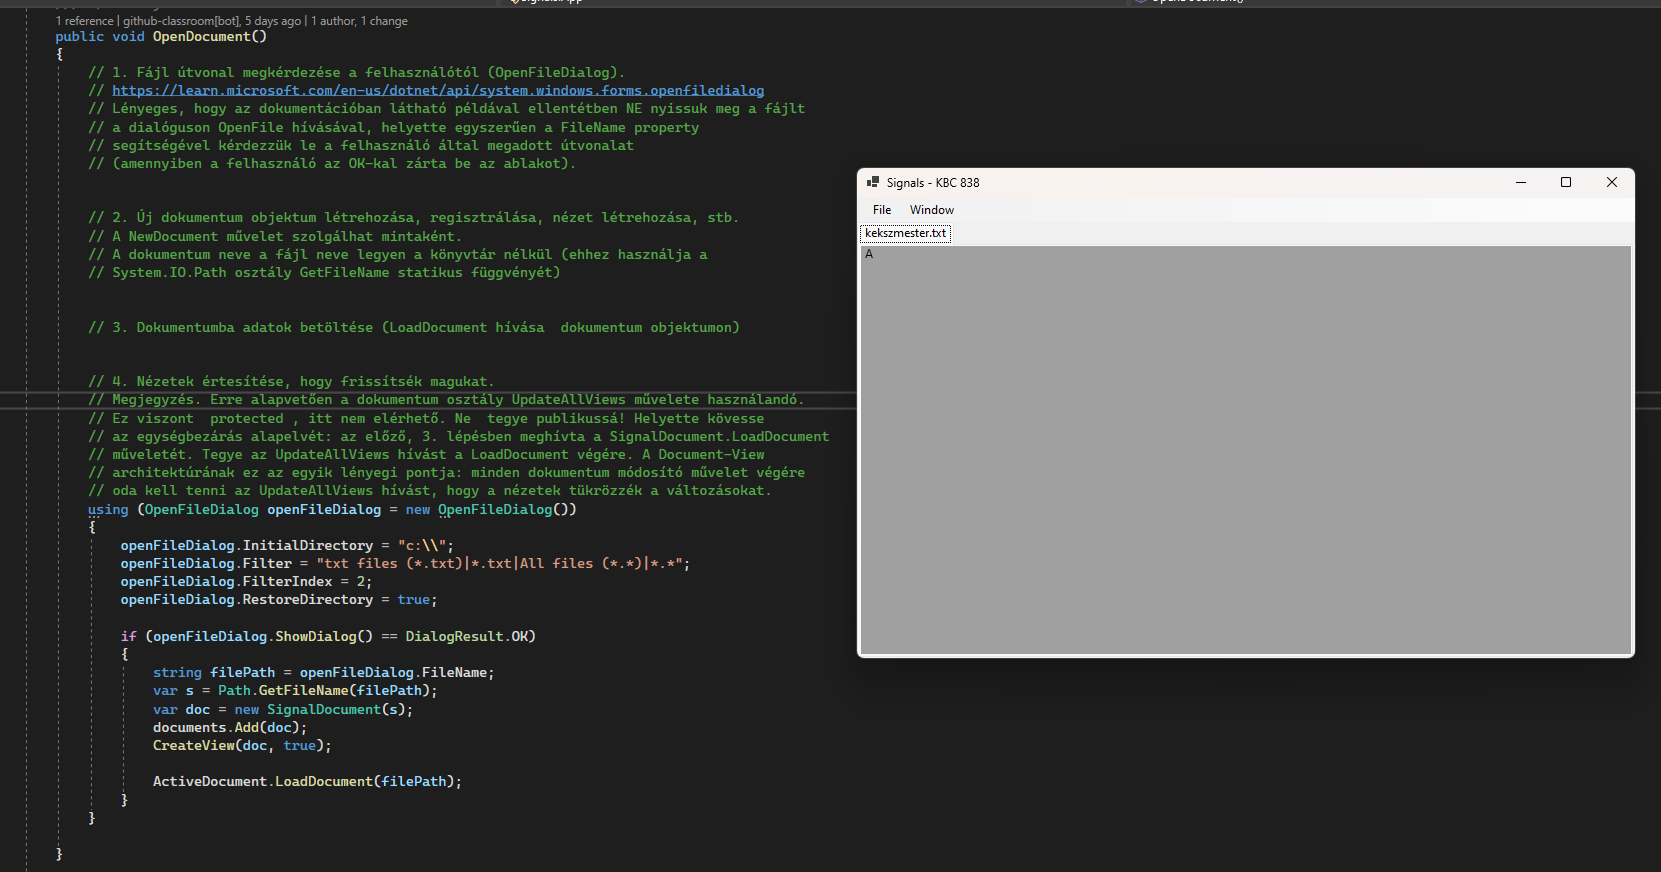 1 reference | github-classroom[bot], 5 days ago | 1 author, 1 change
public void OpenDocument()
{
// 1. Fájl útvonal megkérdezése a felhasználótól (OpenFileDialog).
// https://learn.microsoft.com/en-us/dotnet/api/system.windows.forms.openfiledialog
// Lényeges, hogy az dokumentációban látható példával ellentétben NE nyissuk meg a fájlt
// a dialóguson OpenFile hívásával, helyette egyszerűen a FileName property
// segítségével kérdezzük le a felhasználó által megadott útvonalat
// (amennyiben a felhasználó az OK-kal zárta be az ablakot).
// 2. Új dokumentum objektum létrehozása, regisztrálása, nézet létrehozása, stb.
// A NewDocument művelet szolgálhat mintaként.
// A dokumentum neve a fájl neve legyen a könyvtár nélkül (ehhez használja a
// System.IO.Path osztály GetFileName statikus függvényét)
// 3. Dokumentumba adatok betöltése (LoadDocument hívása  dokumentum objektumon)
// 4. Nézetek értesítése, hogy frissítsék magukat.
// Megjegyzés. Erre alapvetően a dokumentum osztály UpdateAllViews művelete használandó.
// Ez viszont  protected , itt nem elérhető. Ne  tegye publikussá! Helyette kövesse
// az egységbezárás alapelvét: az előző, 3. lépésben meghívta a SignalDocument.LoadDocument
// műveletét. Tegye az UpdateAllViews hívást a LoadDocument végére. A Document-View
// architektúrának ez az egyik lényegi pontja: minden dokumentum módosító művelet végére
// oda kell tenni az UpdateAllViews hívást, hogy a nézetek tükrözzék a változásokat.
using (OpenFileDialog openFileDialog = new OpenFileDialog())
{
openFileDialog.InitialDirectory = "c:\\";
openFileDialog.Filter = "txt files (*.txt)|*.txt|All files (*.*)|*.*";
openFileDialog.FilterIndex = 2;
openFileDialog.RestoreDirectory = true;
if (openFileDialog.ShowDialog() == DialogResult.OK)
{
string filePath = openFileDialog.FileName;
var s = Path.GetFileName(filePath);
var doc = new SignalDocument(s);
documents.Add(doc);
CreateView(doc, true);
ActiveDocument.LoadDocument(filePath);
}
}
}
Signals - KBC 838
File Window
kekszmester.txt
A